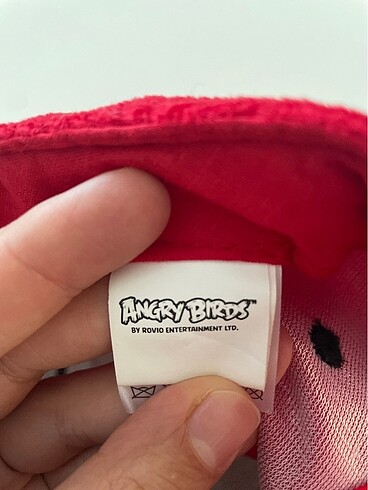 ANGRY BIRDS™
BY ROVIO ENTERTAINMENT LTD.